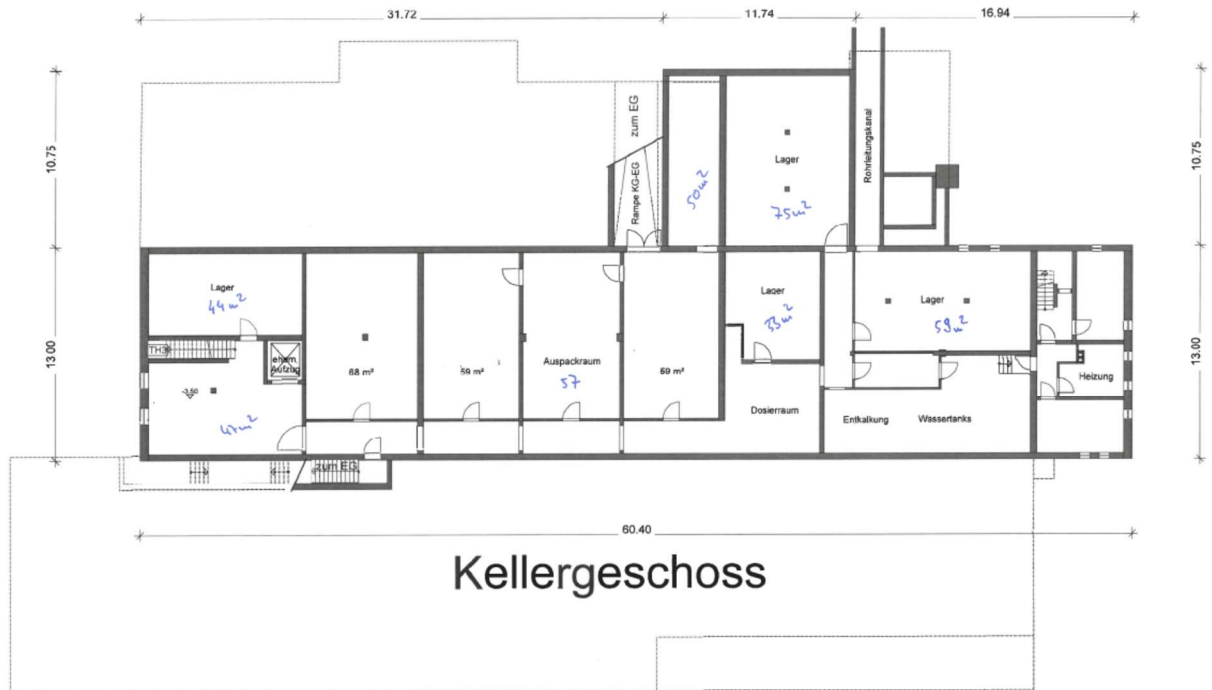 31.72
11.74
16.94
10.75
10.75
zum EG
Rampe KG-EG
50m²
Lager
75m²
Rohrleitungskanal
Lager
44m²
Lager
33m²
Lager
59m²
13.00
13.00
TH3
ehem.
Aufzug
-3,50
47m²
68 m²
59 m²
Auspackraum
57
59 m²
Dosierraum
Entkalkung
Wassertanks
Heizung
zum EG
60.40
Kellergeschoss